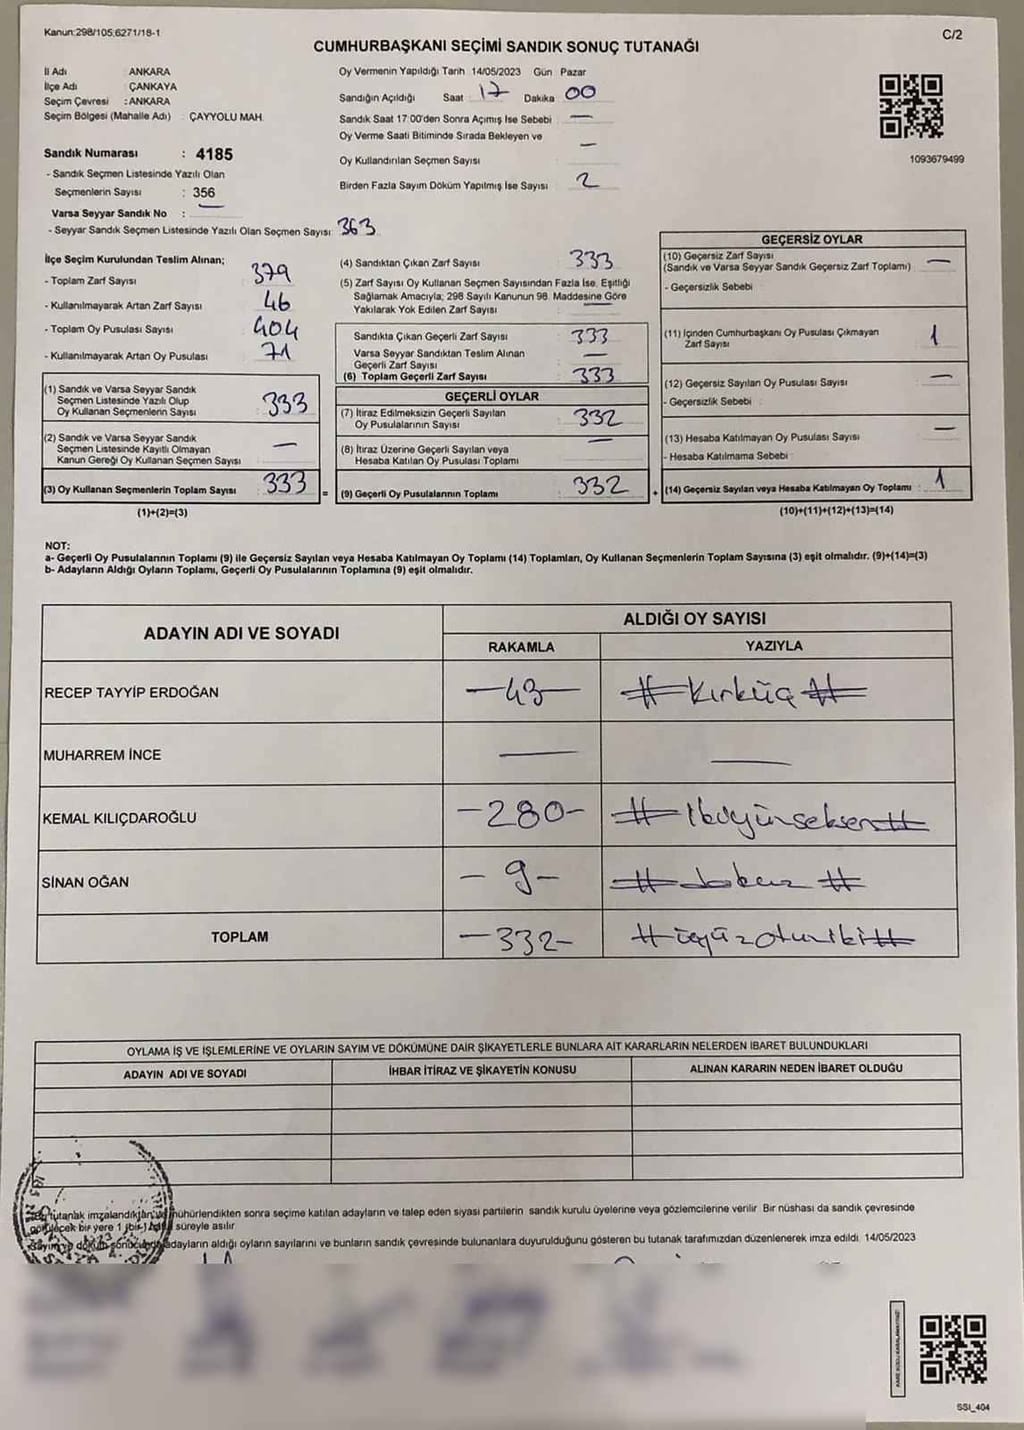 Kanun:298/105;6271/18-1
C/2
CUMHURBAŞKANI SEÇİMİ SANDIK SONUÇ TUTANAĞI
İl Adı : ANKARA
İlçe Adı : ÇANKAYA
Seçim Çevresi : ANKARA
Seçim Bölgesi (Mahalle Adı) : ÇAYYOLU MAH.
Sandık Numarası : 4185
- Sandık Seçmen Listesinde Yazılı Olan
Seçmenlerin Sayısı : 356
Varsa Seyyar Sandık No : —
- Seyyar Sandık Seçmen Listesinde Yazılı Olan Seçmen Sayısı: 363
Oy Vermenin Yapıldığı Tarih 14/05/2023 Gün Pazar
Sandığın Açıldığı Saat 17 Dakika 00
Sandık Saat 17:00'den Sonra Açımış İse Sebebi —
Oy Verme Saati Bitiminde Sırada Bekleyen ve
Oy Kullandırılan Seçmen Sayısı —
Birden Fazla Sayım Döküm Yapılmış İse Sayısı 2
1093679499
İlçe Seçim Kurulundan Teslim Alınan;
- Toplam Zarf Sayısı 379
- Kullanılmayarak Artan Zarf Sayısı 46
- Toplam Oy Pusulası Sayısı 404
- Kullanılmayarak Artan Oy Pusulası 71
(1) Sandık ve Varsa Seyyar Sandık
Seçmen Listesinde Yazılı Olup
Oy Kullanan Seçmenlerin Sayısı 333
(2) Sandık ve Varsa Seyyar Sandık
Seçmen Listesinde Kayıtlı Olmayan
Kanun Gereği Oy Kullanan Seçmen Sayısı —
(3) Oy Kullanan Seçmenlerin Toplam Sayısı : 333 =
(1)+(2)=(3)
(4) Sandıktan Çıkan Zarf Sayısı 333
(5) Zarf Sayısı Oy Kullanan Seçmen Sayısından Fazla İse, Eşitliği
Sağlamak Amacıyla; 298 Sayılı Kanunun 98. Maddesine Göre
Yakılarak Yok Edilen Zarf Sayısı —
Sandıkta Çıkan Geçerli Zarf Sayısı 333
Varsa Seyyar Sandıktan Teslim Alınan
Geçerli Zarf Sayısı —
(6) Toplam Geçerli Zarf Sayısı 333
GEÇERLİ OYLAR
(7) İtiraz Edilmeksizin Geçerli Sayılan
Oy Pusulalarının Sayısı 332
(8) İtiraz Üzerine Geçerli Sayılan veya
Hesaba Katılan Oy Pusulası Toplamı —
(9) Geçerli Oy Pusulalarının Toplamı 332 +
GEÇERSİZ OYLAR
(10) Geçersiz Zarf Sayısı
(Sandık ve Varsa Seyyar Sandık Geçersiz Zarf Toplamı) —
- Geçersizlik Sebebi
(11) İçinden Cumhurbaşkanı Oy Pusulası Çıkmayan
Zarf Sayısı 1
(12) Geçersiz Sayılan Oy Pusulası Sayısı —
- Geçersizlik Sebebi :
(13) Hesaba Katılmayan Oy Pusulası Sayısı —
- Hesaba Katılmama Sebebi :
(14) Geçersiz Sayılan veya Hesaba Katılmayan Oy Toplamı : 1
(10)+(11)+(12)+(13)=(14)
NOT:
a- Geçerli Oy Pusulalarının Toplamı (9) ile Geçersiz Sayılan veya Hesaba Katılmayan Oy Toplamı (14) Toplamları, Oy Kullanan Seçmenlerin Toplam Sayısına (3) eşit olmalıdır. (9)+(14)=(3)
b- Adayların Aldığı Oyların Toplamı, Geçerli Oy Pusulalarının Toplamına (9) eşit olmalıdır.
ADAYIN ADI VE SOYADI
ALDIĞI OY SAYISI
RAKAMLA YAZIYLA
RECEP TAYYİP ERDOĞAN —43— # Kırküç #
MUHARREM İNCE — —
KEMAL KILIÇDAROĞLU —280— # İkiyüzseksen #
SİNAN OĞAN —9— # dokuz #
TOPLAM —332— # üçyüzotuziki #
OYLAMA İŞ VE İŞLEMLERİNE VE OYLARIN SAYIM VE DÖKÜMÜNE DAİR ŞİKAYETLERLE BUNLARA AİT KARARLARIN NELERDEN İBARET BULUNDUKLARI
ADAYIN ADI VE SOYADI İHBAR İTİRAZ VE ŞİKAYETİN KONUSU ALINAN KARARIN NEDEN İBARET OLDUĞU
tutanak imzalandıktan ve mühürlendikten sonra seçime katılan adayların ve talep eden siyasi partilerin sandık kurulu üyelerine veya gözlemcilerine verilir. Bir nüshası da sandık çevresinde
görülecek bir yere 1 (bir) süreyle asılır.
Sayım ve döküm sonucunda adayların aldığı oyların sayılarını ve bunların sandık çevresinde bulunanlara duyurulduğunu gösteren bu tutanak tarafımızdan düzenlenerek imza edildi. 14/05/2023
SSI_404